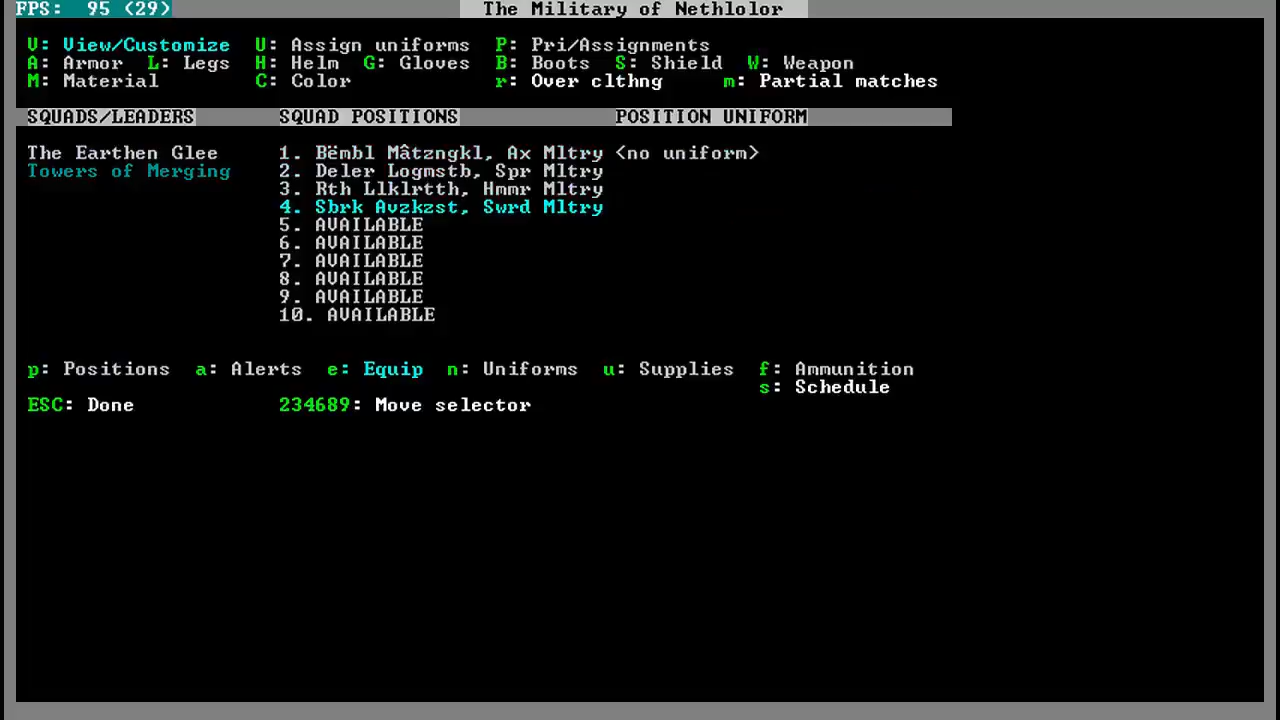 FPS: 95 (29) The Military of Nethlolor
V: View/Customize U: Assign uniforms P: Pri/Assignments
A: Armor L: Legs H: Helm G: Gloves B: Boots S: Shield W: Weapon
M: Material C: Color r: Over clthng m: Partial matches
SQUADS/LEADERS SQUAD POSITIONS POSITION UNIFORM
The Earthen Glee 1. Bëmbl Mâtzngkl, Ax Mltry <no uniform>
Towers of Merging 2. Deler Logmstb, Spr Mltry
3. Rth Llklrtth, Hmmr Mltry
4. Sbrk Avzkzst, Swrd Mltry
5. AVAILABLE
6. AVAILABLE
7. AVAILABLE
8. AVAILABLE
9. AVAILABLE
10. AVAILABLE
p: Positions a: Alerts e: Equip n: Uniforms u: Supplies f: Ammunition
s: Schedule
ESC: Done 234689: Move selector